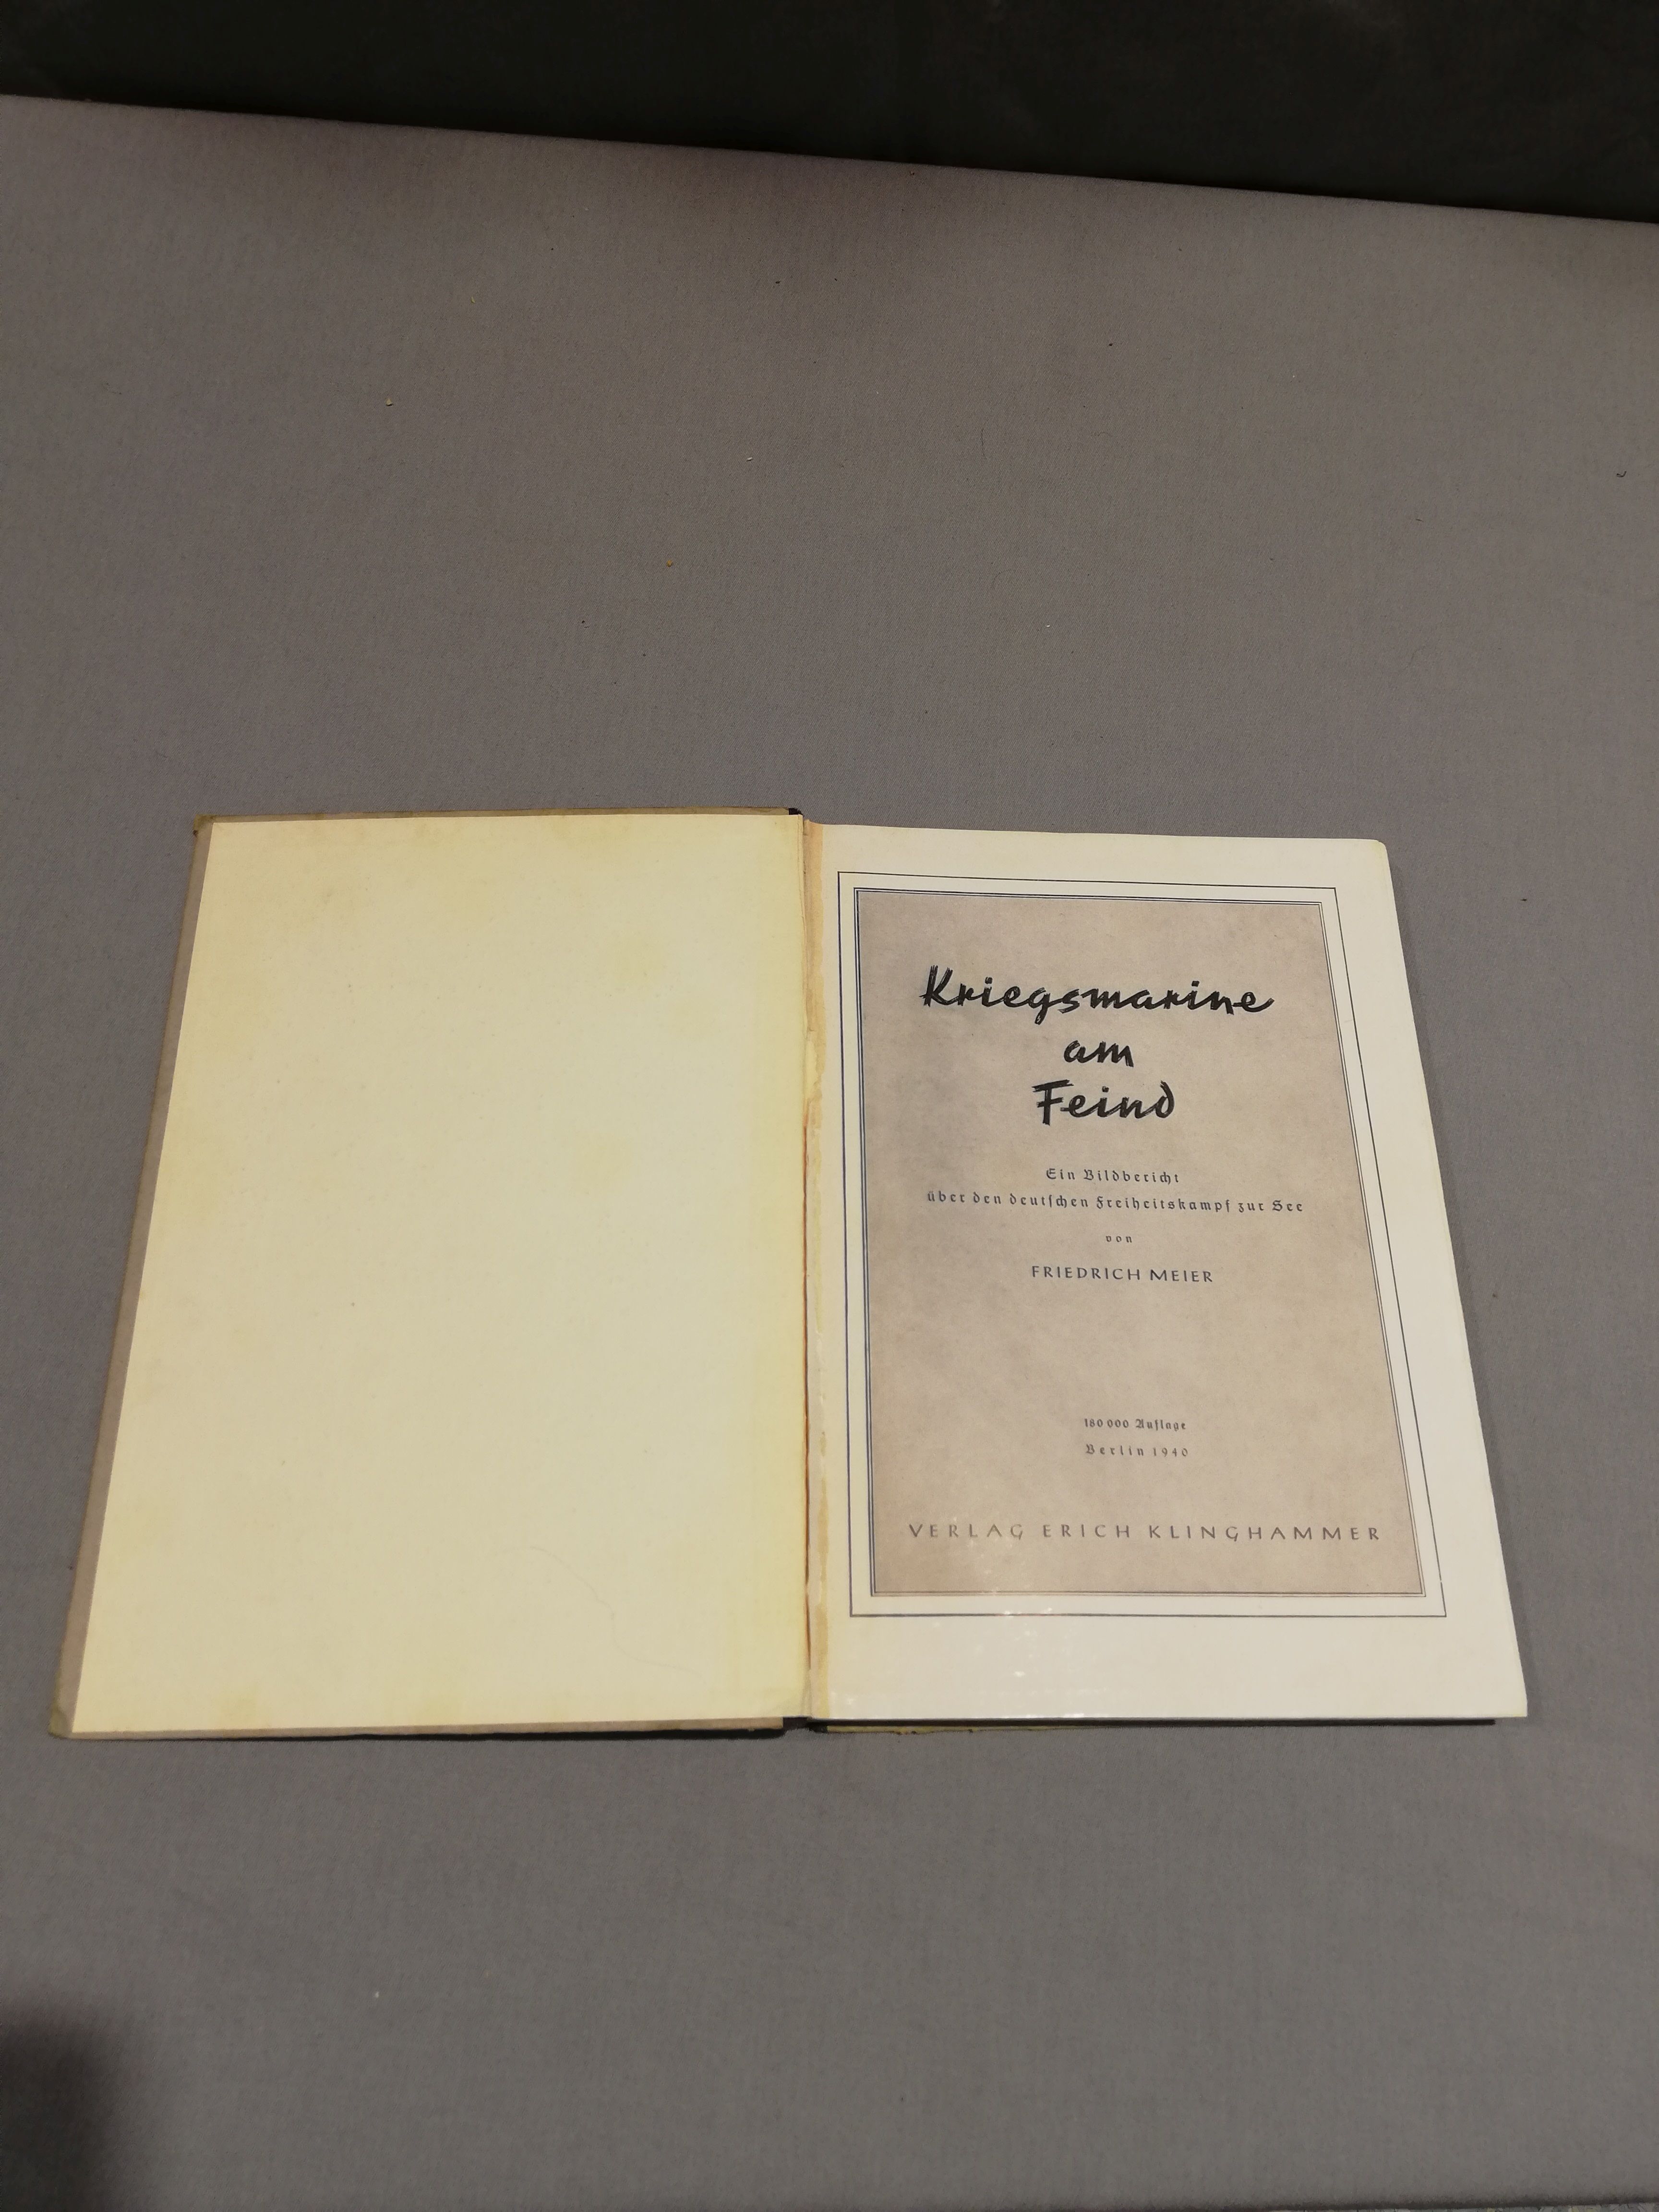 Kriegsmarine
am
Feind
Ein Bildbericht
über den deutſchen Freiheitskampf zur See
von
FRIEDRICH MEIER
180 000 Auflage
Berlin 1940
VERLAG ERICH KLINGHAMMER